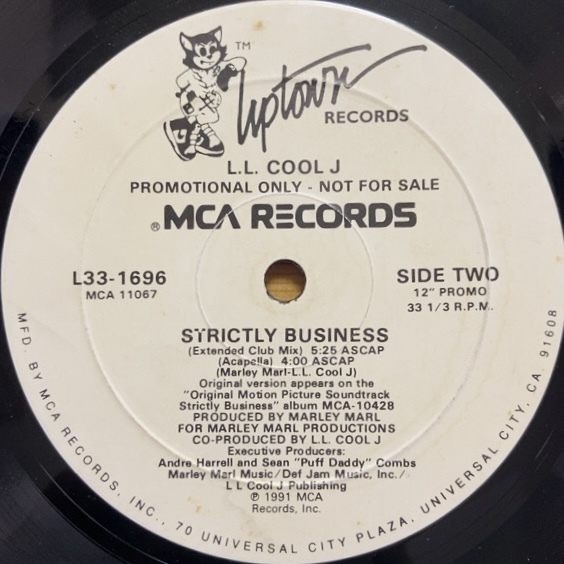 TM
Uptown
RECORDS
L.L. COOL J
PROMOTIONAL ONLY - NOT FOR SALE
® MCA RECORDS
L33-1696
MCA 11067
SIDE TWO
12" PROMO
33 1/3 R.P.M.
STRICTLY BUSINESS
(Extended Club Mix) 5:25 ASCAP
(Acapella) 4:00 ASCAP
(Marley Marl-L.L. Cool J)
Original version appears on the
"Original Motion Picture Soundtrack
Strictly Business" album MCA-10428
PRODUCED BY MARLEY MARL
FOR MARLEY MARL PRODUCTIONS
CO-PRODUCED BY L.L. COOL J
Executive Producers:
Andre Harrell and Sean "Puff Daddy" Combs
Marley Marl Music/Def Jam Music, Inc./
L L Cool J Publishing
℗ 1991 MCA
Records, Inc.
MFD. BY MCA RECORDS, INC., 70 UNIVERSAL CITY PLAZA, UNIVERSAL CITY, CA. 91608